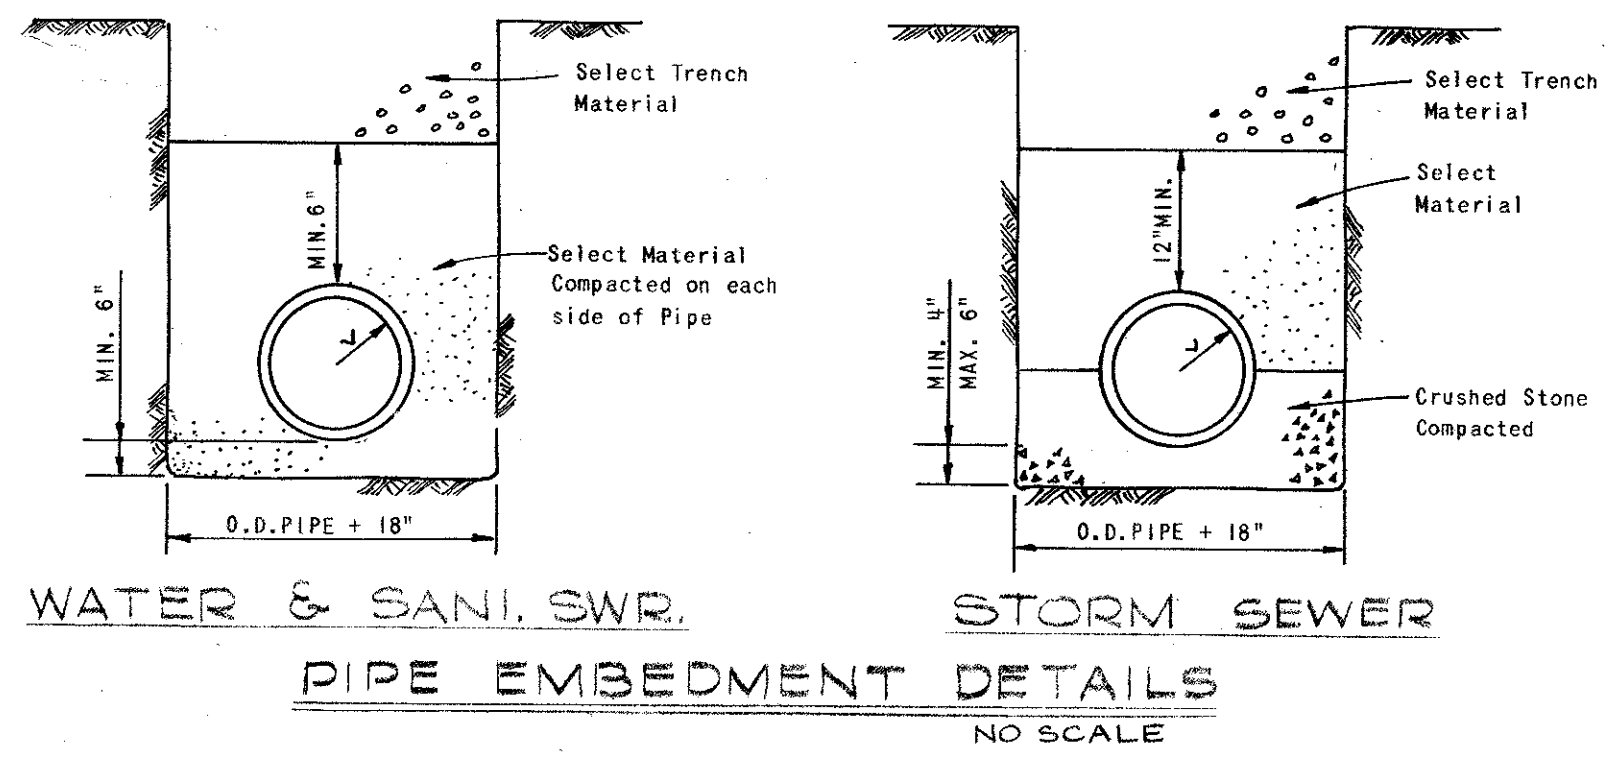 Select Trench
Material
MIN. 6"
Select Material
Compacted on each
side of Pipe
MIN. 6"
O.D. PIPE + 18"
WATER & SANI. SWR.
Select Trench
Material
Select
Material
12" MIN.
MIN. 4"
MAX. 6"
Crushed Stone
Compacted
O.D. PIPE + 18"
STORM SEWER
PIPE EMBEDMENT DETAILS
NO SCALE